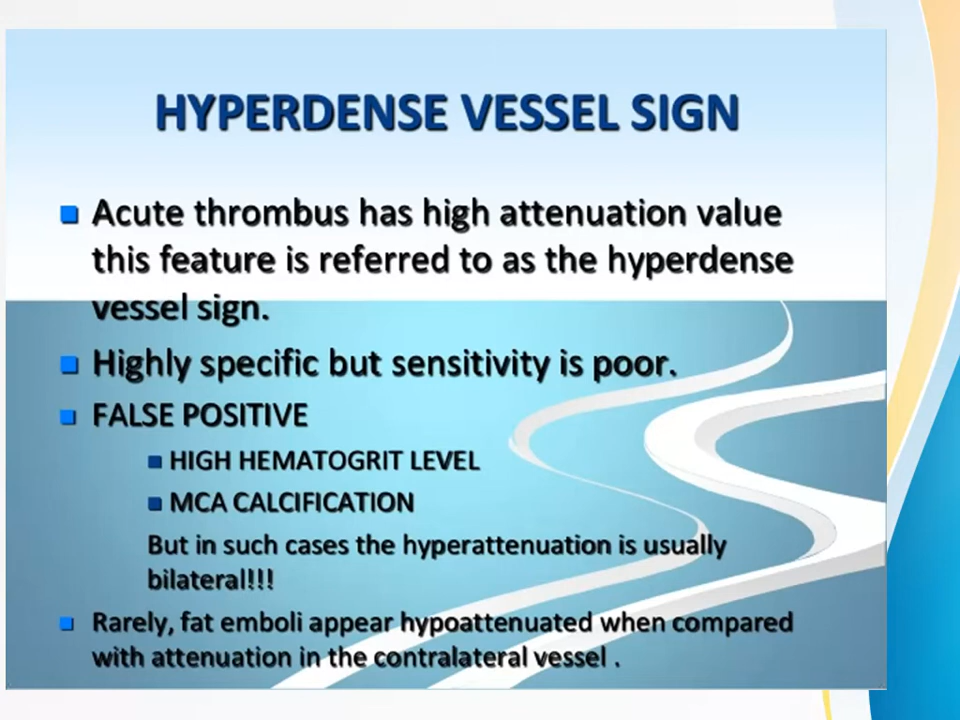 HYPERDENSE VESSEL SIGN
Acute thrombus has high attenuation value
this feature is referred to as the hyperdense
vessel sign.
Highly specific but sensitivity is poor.
FALSE POSITIVE
HIGH HEMATOGRIT LEVEL
MCA CALCIFICATION
But in such cases the hyperattenuation is usually
bilateral!!!
Rarely, fat emboli appear hypoattenuated when compared
with attenuation in the contralateral vessel .